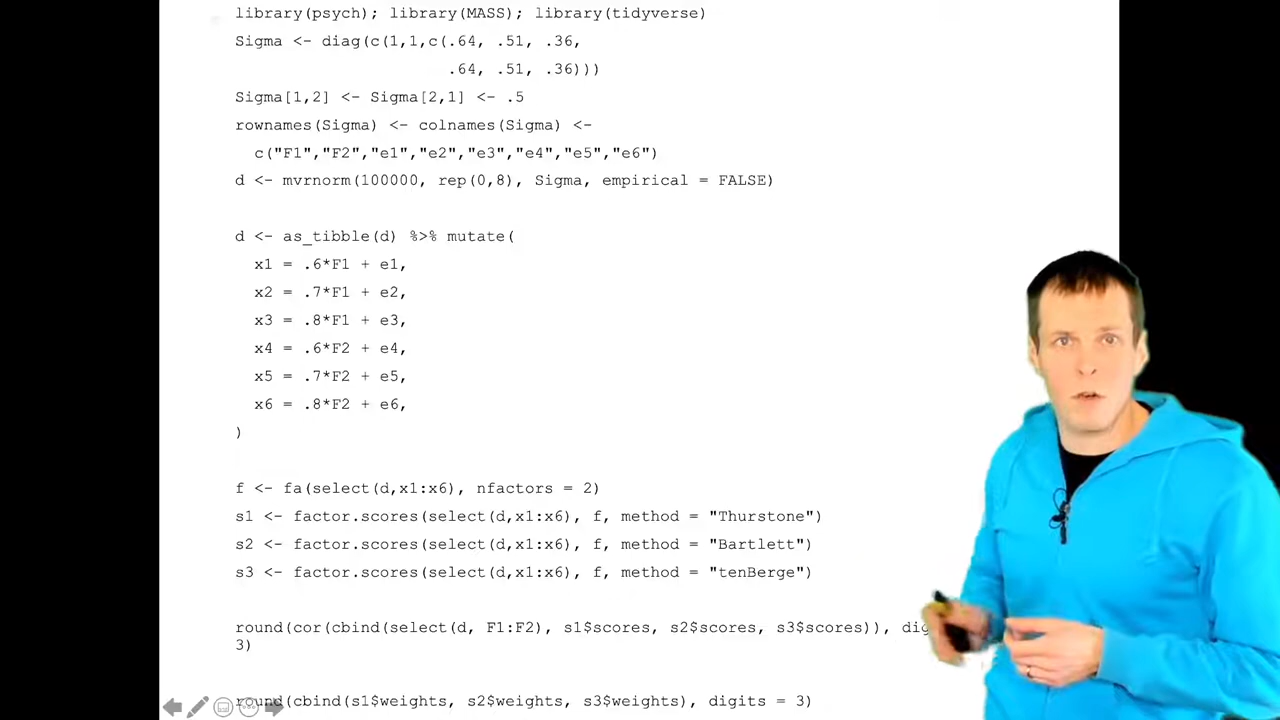 library(psych); library(MASS); library(tidyverse)
Sigma <- diag(c(1,1,c(.64, .51, .36,
.64, .51, .36)))
Sigma[1,2] <- Sigma[2,1] <- .5
rownames(Sigma) <- colnames(Sigma) <-
c("F1","F2","e1","e2","e3","e4","e5","e6")
d <- mvrnorm(100000, rep(0,8), Sigma, empirical = FALSE)
d <- as_tibble(d) %>% mutate(
x1 = .6*F1 + e1,
x2 = .7*F1 + e2,
x3 = .8*F1 + e3,
x4 = .6*F2 + e4,
x5 = .7*F2 + e5,
x6 = .8*F2 + e6,
)
f <- fa(select(d,x1:x6), nfactors = 2)
s1 <- factor.scores(select(d,x1:x6), f, method = "Thurstone")
s2 <- factor.scores(select(d,x1:x6), f, method = "Bartlett")
s3 <- factor.scores(select(d,x1:x6), f, method = "tenBerge")
round(cor(cbind(select(d, F1:F2), s1$scores, s2$scores, s3$scores)),
3)
round(cbind(s1$weights, s2$weights, s3$weights), digits = 3)